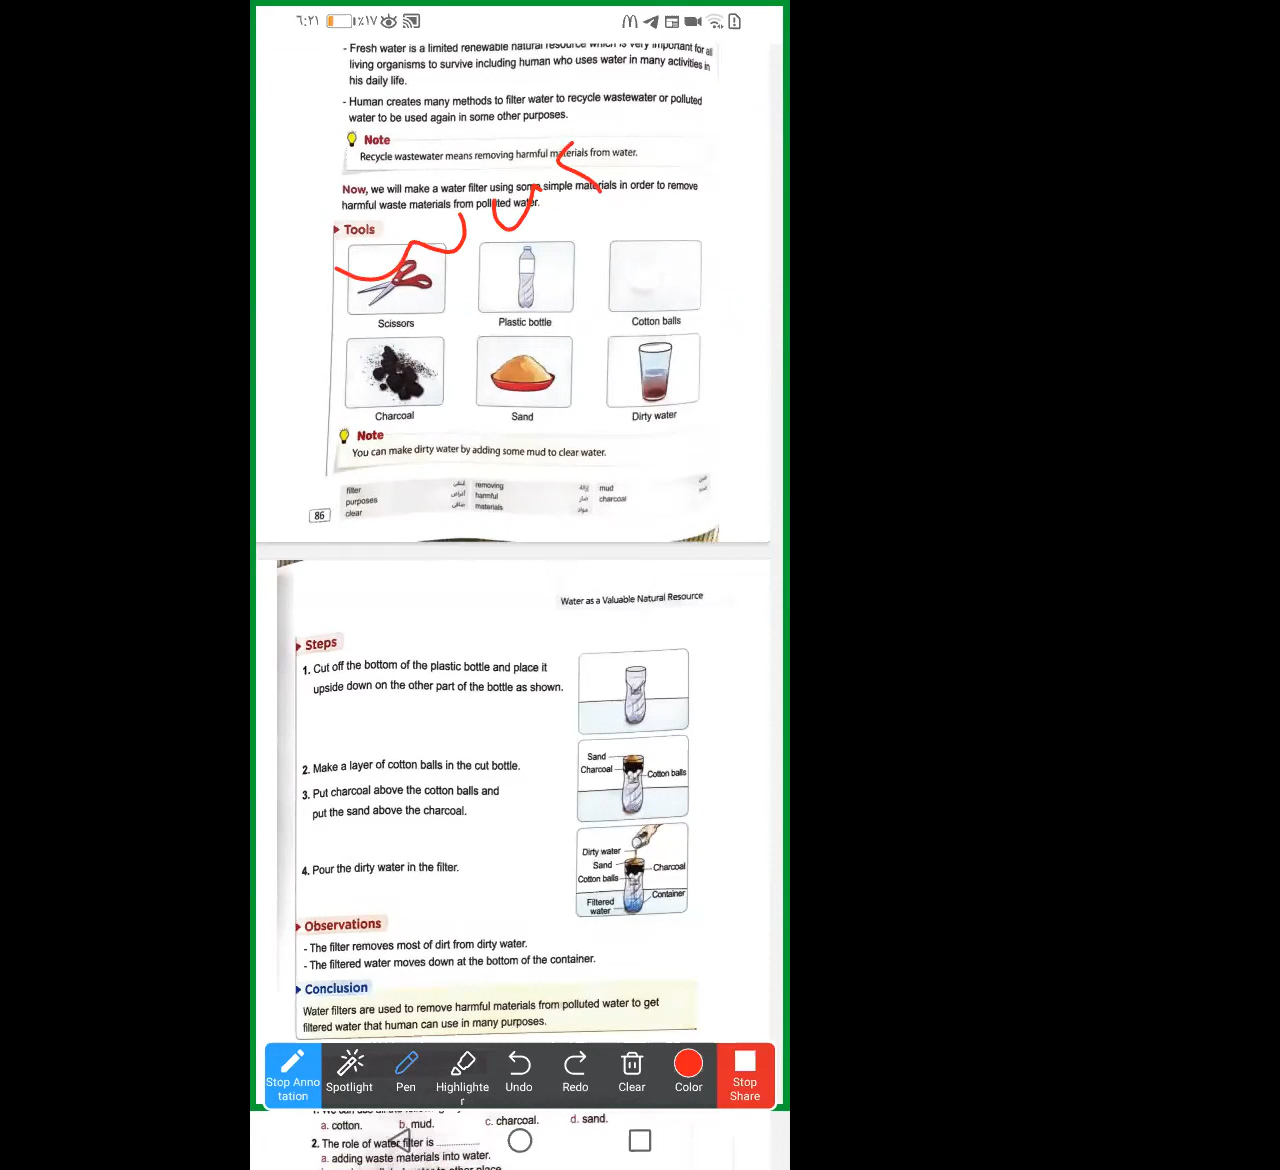 ٦:٢١ ٪١٧
- Fresh water is a limited renewable natural resource which is very important for all
living organisms to survive including human who uses water in many activities in
his daily life.
- Human creates many methods to filter water to recycle wastewater or polluted
water to be used again in some other purposes.
Note
Recycle wastewater means removing harmful materials from water.
Now, we will make a water filter using some simple materials in order to remove
harmful waste materials from polluted water.
Tools
Scissors Plastic bottle Cotton balls
Charcoal Sand Dirty water
Note
You can make dirty water by adding some mud to clear water.
filter removing إزالة mud
purposes أغراض harmful ضار charcoal
clear صافي materials مواد
86
Water as a Valuable Natural Resource
Steps
1. Cut off the bottom of the plastic bottle and place it
upside down on the other part of the bottle as shown.
2. Make a layer of cotton balls in the cut bottle.
3. Put charcoal above the cotton balls and
put the sand above the charcoal.
Sand
Charcoal
Cotton balls
4. Pour the dirty water in the filter.
Dirty water
Sand
Charcoal
Cotton balls
Container
Filtered
water
Observations
- The filter removes most of dirt from dirty water.
- The filtered water moves down at the bottom of the container.
Conclusion
Water filters are used to remove harmful materials from polluted water to get
filtered water that human can use in many purposes.
Stop Anno
tation
Spotlight
Pen
Highlighte
r
Undo
Redo
Clear
Color
Stop
Share
a. cotton. b. mud. c. charcoal. d. sand.
2. The role of water filter is ............
a. adding waste materials into water.